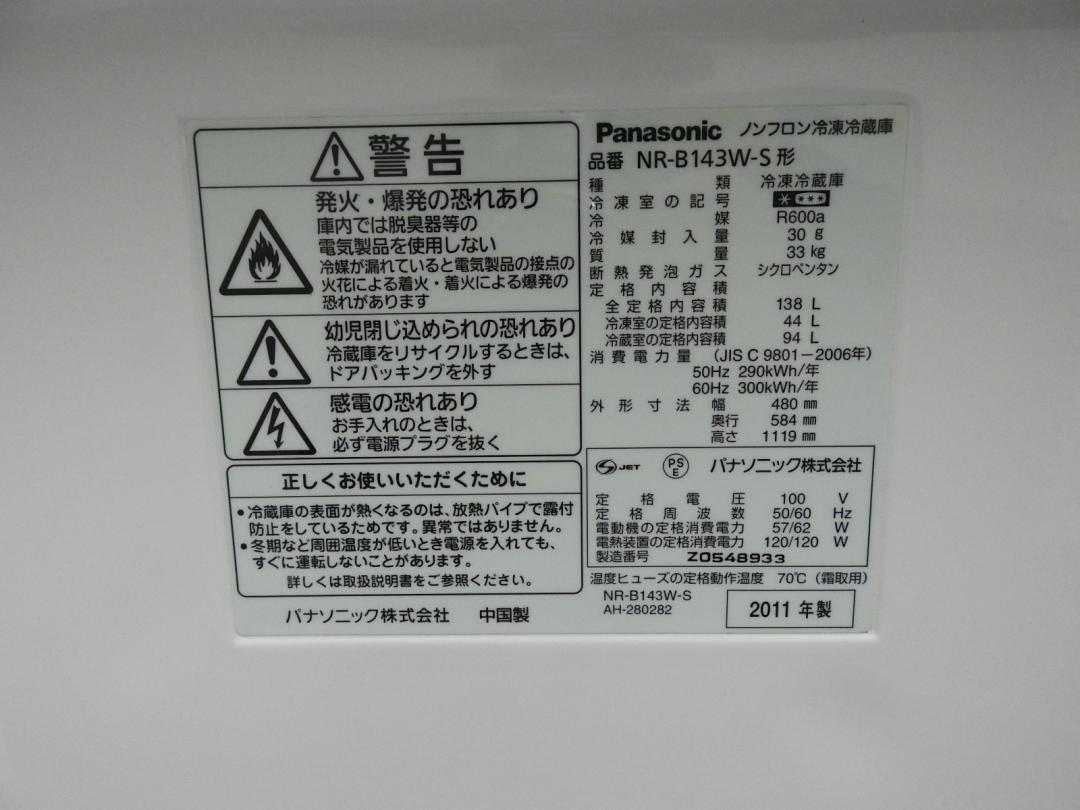 警告
発火・爆発の恐れあり
庫内では脱臭器等の
電気製品を使用しない
冷媒が漏れていると電気製品の接点の
火花による着火・着火による爆発の
恐れがあります
幼児閉じ込められの恐れあり
冷蔵庫をリサイクルするときは、
ドアパッキングを外す
感電の恐れあり
お手入れのときは、
必ず電源プラグを抜く
正しくお使いいただくために
•冷蔵庫の表面が熱くなるのは、放熱パイプで露付
防止をしているためです。異常ではありません。
•冬期など周囲温度が低いとき電源を入れても、
すぐに運転しないことがあります。
詳しくは取扱説明書をご参照ください。
パナソニック株式会社 中国製
Panasonic ノンフロン冷凍冷蔵庫
品番 NR-B143W-S 形
種類 冷凍冷蔵庫
冷凍室の記号 * ***
冷媒 R600a
冷媒封入量 30 g
質量 33 kg
断熱発泡ガス シクロペンタン
定格内容積
全定格内容積 138 L
冷凍室の定格内容積 44 L
冷蔵室の定格内容積 94 L
消費電力量 (JIS C 9801-2006年)
50Hz 290kWh/年
60Hz 300kWh/年
外形寸法 幅 480 mm
奥行 584 mm
高さ 1119 mm
S JET PS E パナソニック株式会社
定格電圧 100 V
定格周波数 50/60 Hz
電動機の定格消費電力 57/62 W
電熱装置の定格消費電力 120/120 W
製造番号 Z0548933
温度ヒューズの定格動作温度 70℃(霜取用)
NR-B143W-S
AH-280282
2011 年製